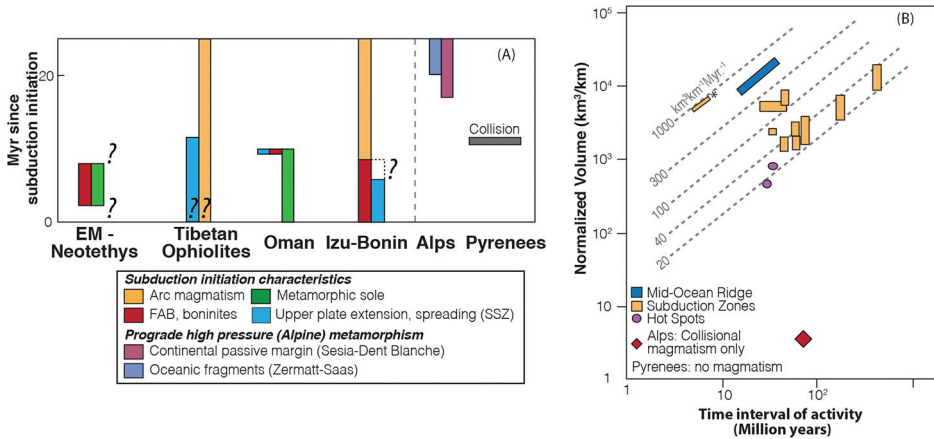 (A)
Myr since
subduction initiation
20
0
?
?
? ?
?
Collision
EM -
Neotethys
Tibetan
Ophiolites
Oman
Izu-Bonin
Alps
Pyrenees
Subduction initiation characteristics
Arc magmatism
Metamorphic sole
FAB, boninites
Upper plate extension, spreading (SSZ)
Prograde high pressure (Alpine) metamorphism
Continental passive margin (Sesia-Dent Blanche)
Oceanic fragments (Zermatt-Saas)
(B)
Normalized Volume (km³/km)
10⁵
10⁴
10³
10²
10
1
1000 km³km⁻¹Myr⁻¹
*
300
100
40
20
Mid-Ocean Ridge
Subduction Zones
Hot Spots
Alps: Collisional
magmatism only
Pyrenees: no magmatism
1
10
10²
Time interval of activity
(Million years)